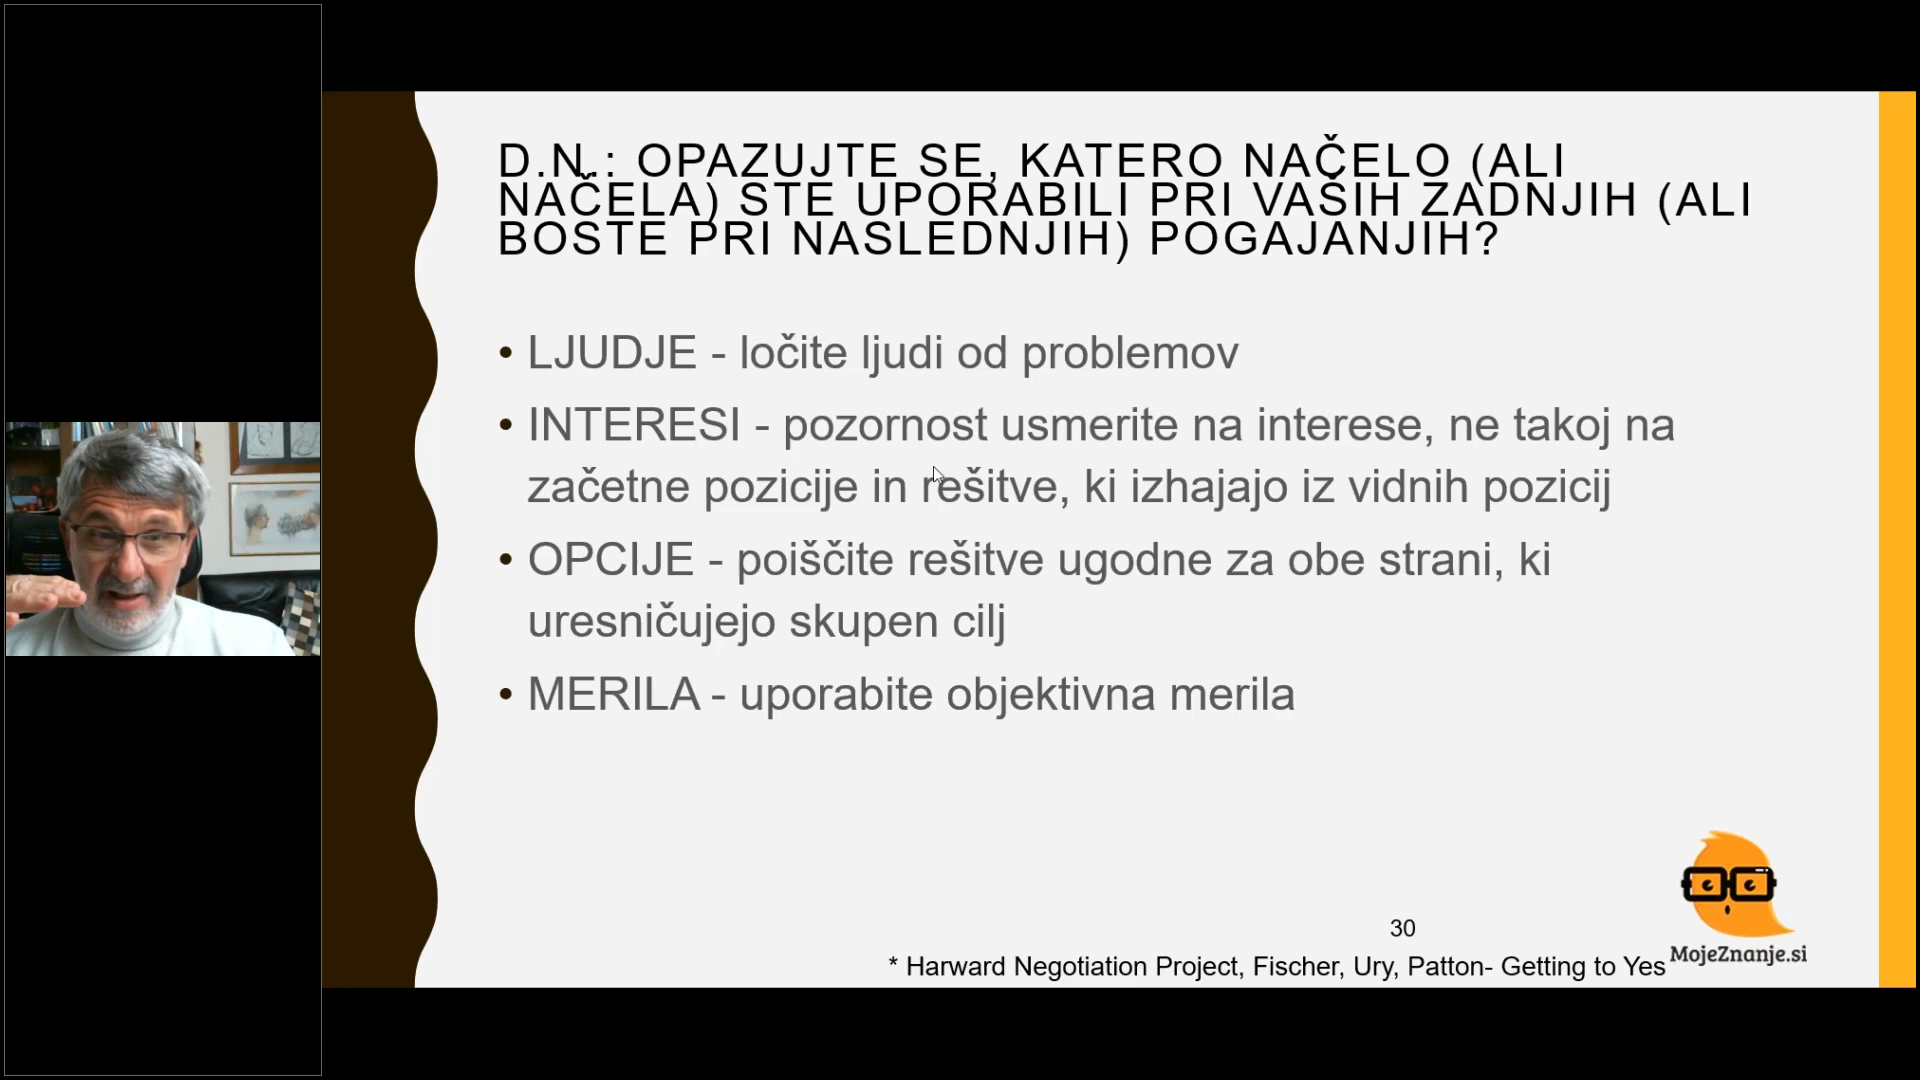 D.N.: OPAZUJTE SE, KATERO NAČELO (ALI
NAČELA) STE UPORABILI PRI VAŠIH ZADNJIH (ALI
BOSTE PRI NASLEDNJIH) POGAJANJIH?
• LJUDJE - ločite ljudi od problemov
• INTERESI - pozornost usmerite na interese, ne takoj na
začetne pozicije in rešitve, ki izhajajo iz vidnih pozicij
• OPCIJE - poiščite rešitve ugodne za obe strani, ki
uresničujejo skupen cilj
• MERILA - uporabite objektivna merila
30
* Harward Negotiation Project, Fischer, Ury, Patton- Getting to Yes
MojeZnanje.si